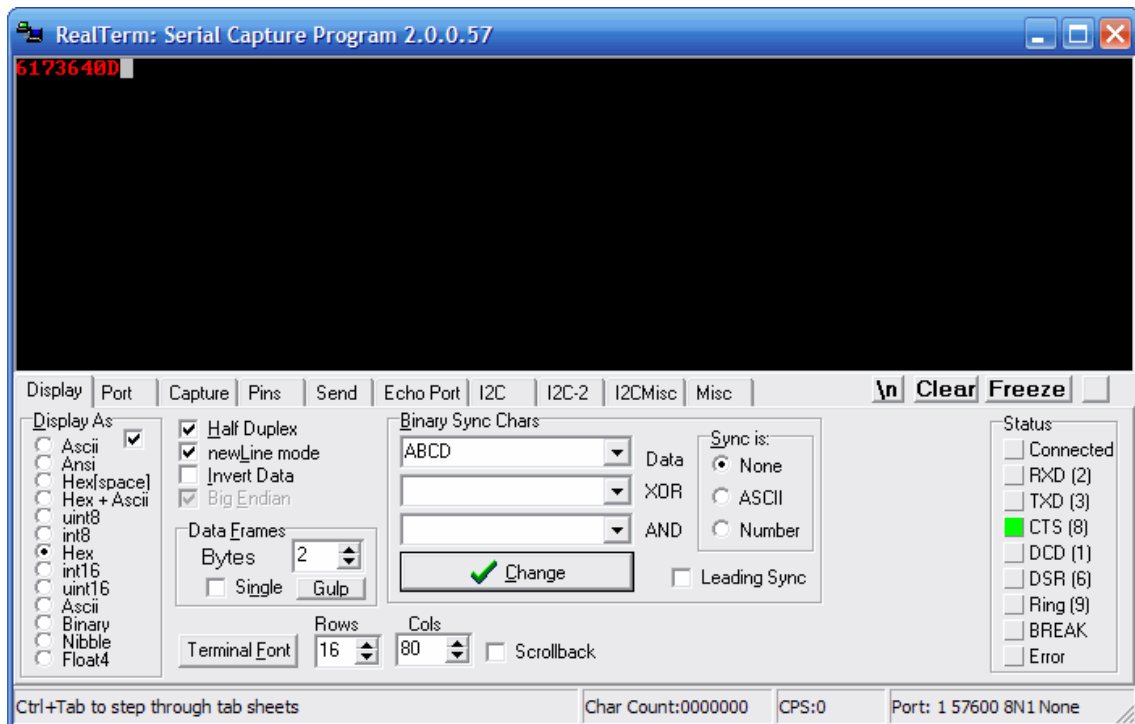 RealTerm: Serial Capture Program 2.0.0.57
6173640D
Display Port Capture Pins Send Echo Port I2C I2C-2 I2CMisc Misc \n Clear Freeze
Display As
Ascii
Ansi
Hex[space]
Hex + Ascii
uint8
int8
Hex
int16
uint16
Ascii
Binary
Nibble
Float4
Half Duplex
newLine mode
Invert Data
Big Endian
Data Frames
Bytes 2
Single Gulp
Binary Sync Chars
ABCD Data
XOR
AND
Change
Sync is:
None
ASCII
Number
Leading Sync
Terminal Font
Rows
16
Cols
80
Scrollback
Status
Connected
RXD (2)
TXD (3)
CTS (8)
DCD (1)
DSR (6)
Ring (9)
BREAK
Error
Ctrl+Tab to step through tab sheets Char Count:0000000 CPS:0 Port: 1 57600 8N1 None